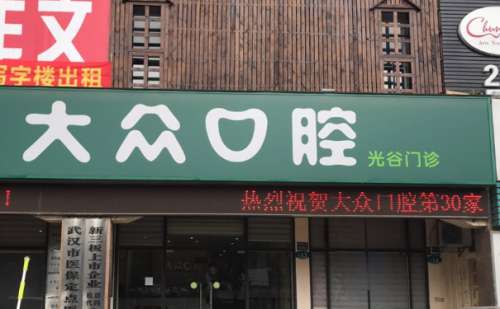 正文
写字楼出租
大众口腔
光谷门诊
热烈祝贺大众口腔第30家
武汉市医保定点
新三板上市企业